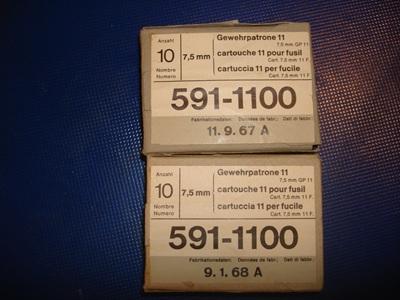 Anzahl
10
Nombre
Numero
7,5 mm
Gewehrpatrone 11
7,5 mm GP 11
cartouche 11 pour fusil
Cart. 7,5 mm 11 F.
cartuccia 11 per fucile
Cart. 7,5 mm 11 F.
591-1100
Fabrikationsdaten: Données de fabr.: Dati di fabbr.:
11. 9. 67 A
Anzahl
10
Nombre
Numero
7,5 mm
Gewehrpatrone 11
7,5 mm GP 11
cartouche 11 pour fusil
Cart. 7,5 mm 11 F.
cartuccia 11 per fucile
Cart. 7,5 mm 11 F.
591-1100
Fabrikationsdaten: Données de fabr.: Dati di fabbr.:
9. 1. 68 A